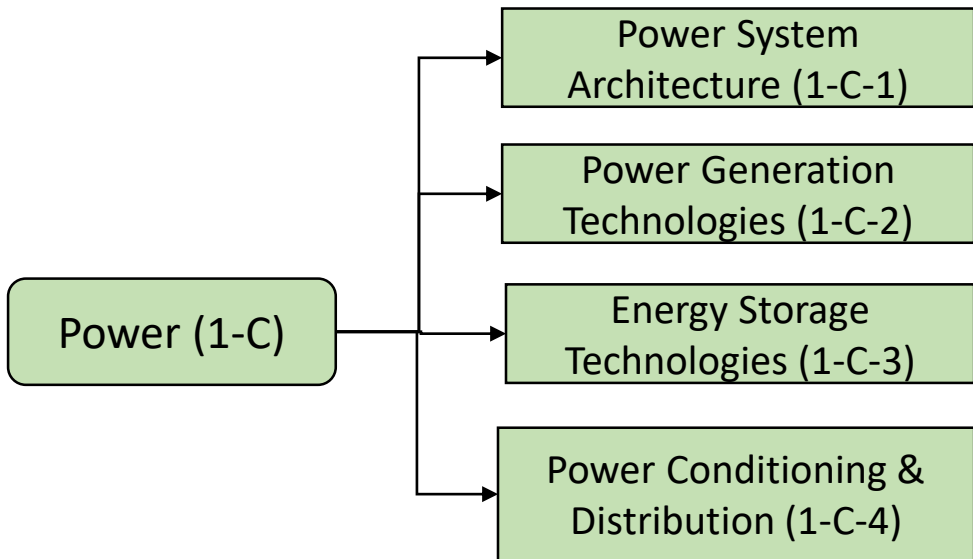 Power System
Architecture (1-C-1)
Power Generation
Technologies (1-C-2)
Power (1-C)
Energy Storage
Technologies (1-C-3)
Power Conditioning &
Distribution (1-C-4)